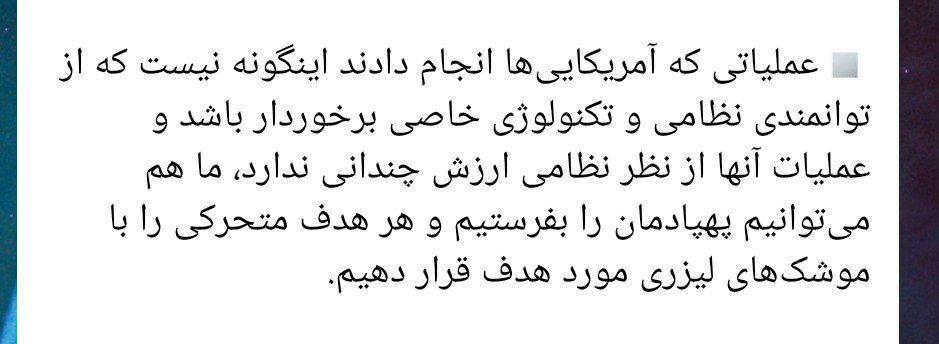 ◽ عملیاتی که آمریکایی‌ها انجام دادند اینگونه نیست که از
توانمندی نظامی و تکنولوژی خاصی برخوردار باشد و
عملیات آنها از نظر نظامی ارزش چندانی ندارد، ما هم
می‌توانیم پهپادمان را بفرستیم و هر هدف متحرکی را با
موشک‌های لیزری مورد هدف قرار دهیم.